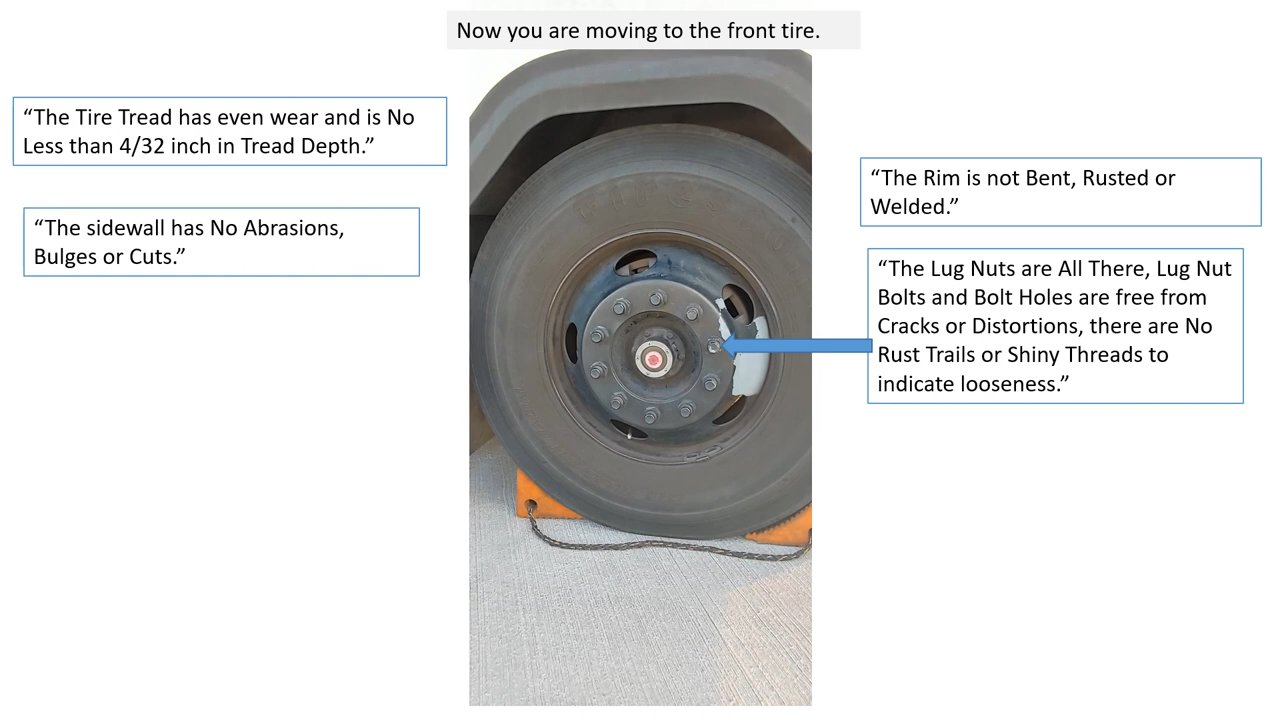 Now you are moving to the front tire.
“The Tire Tread has even wear and is No
Less than 4/32 inch in Tread Depth.”
“The sidewall has No Abrasions,
Bulges or Cuts.”
“The Rim is not Bent, Rusted or
Welded.”
“The Lug Nuts are All There, Lug Nut
Bolts and Bolt Holes are free from
Cracks or Distortions, there are No
Rust Trails or Shiny Threads to
indicate looseness.”